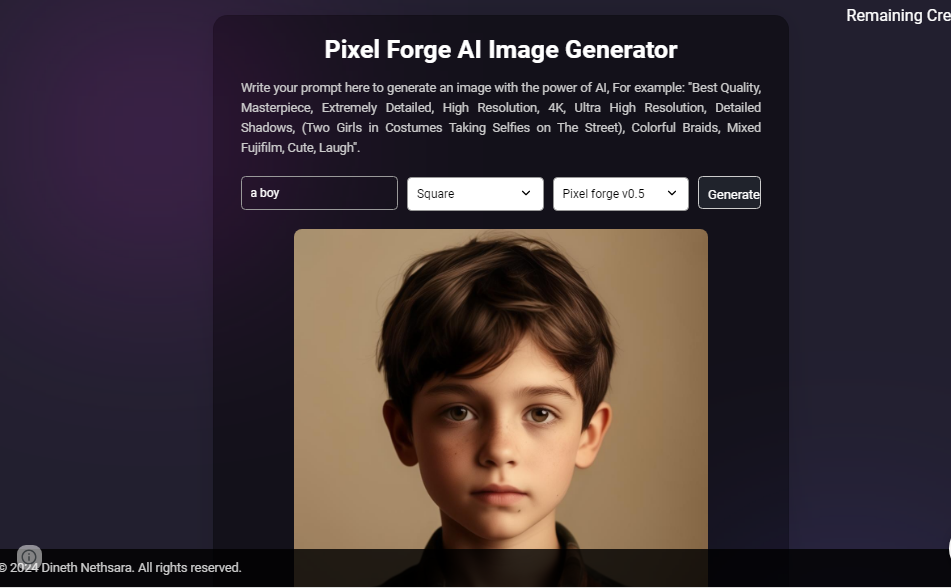 Remaining Cre
Pixel Forge AI Image Generator
Write your prompt here to generate an image with the power of AI, For example: "Best Quality,
Masterpiece, Extremely Detailed, High Resolution, 4K, Ultra High Resolution, Detailed
Shadows, (Two Girls in Costumes Taking Selfies on The Street), Colorful Braids, Mixed
Fujifilm, Cute, Laugh".
a boy
Square
Pixel forge v0.5
Generate
© 2024 Dineth Nethsara. All rights reserved.